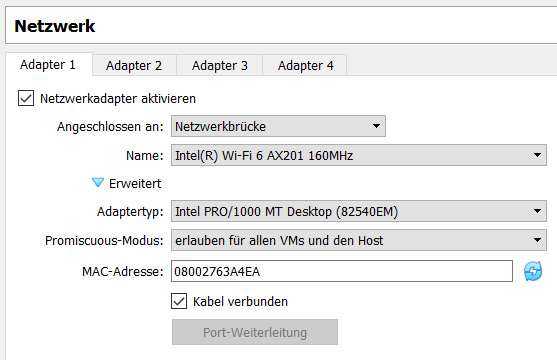 Netzwerk
Adapter 1 Adapter 2 Adapter 3 Adapter 4
Netzwerkadapter aktivieren
Angeschlossen an: Netzwerkbrücke
Name: Intel(R) Wi-Fi 6 AX201 160MHz
Erweitert
Adaptertyp: Intel PRO/1000 MT Desktop (82540EM)
Promiscuous-Modus: erlauben für allen VMs und den Host
MAC-Adresse: 08002763A4EA
Kabel verbunden
Port-Weiterleitung